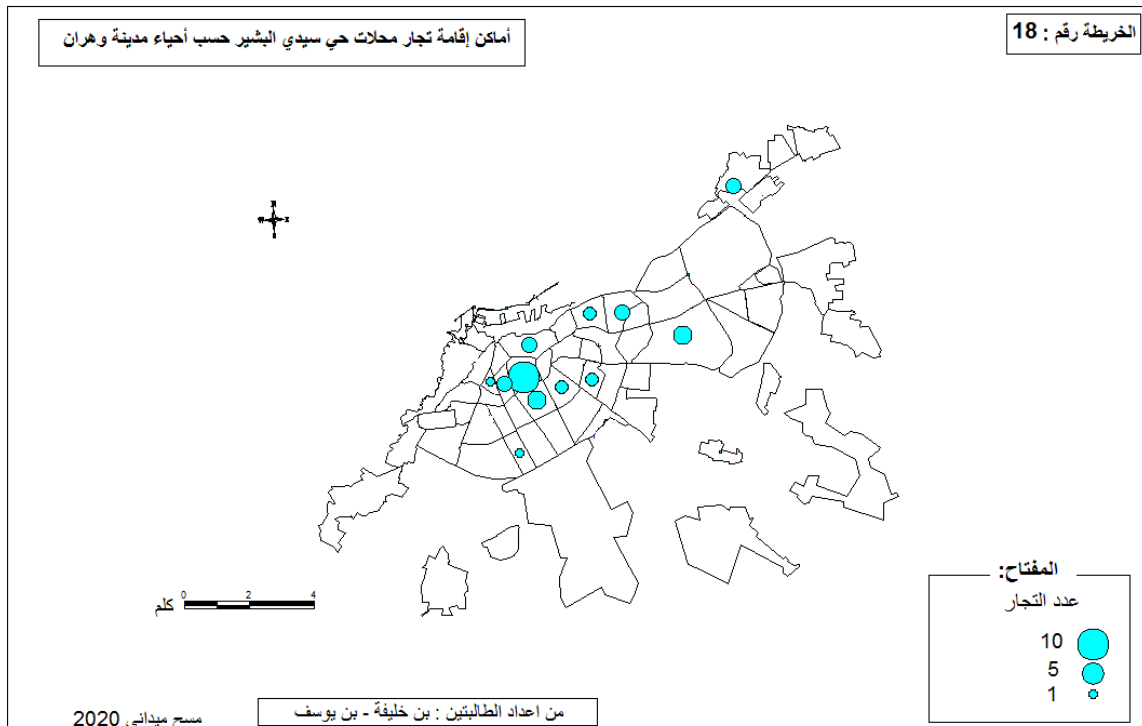 الخريطة رقم : 18
أماكن إقامة تجار محلات حي سيدي البشير حسب أحياء مدينة وهران
N
W
0 2 4
كلم
المفتاح:
عدد التجار
10
5
1
من اعداد الطالبتين : بن خليفة - بن يوسف
مسح ميداني 2020